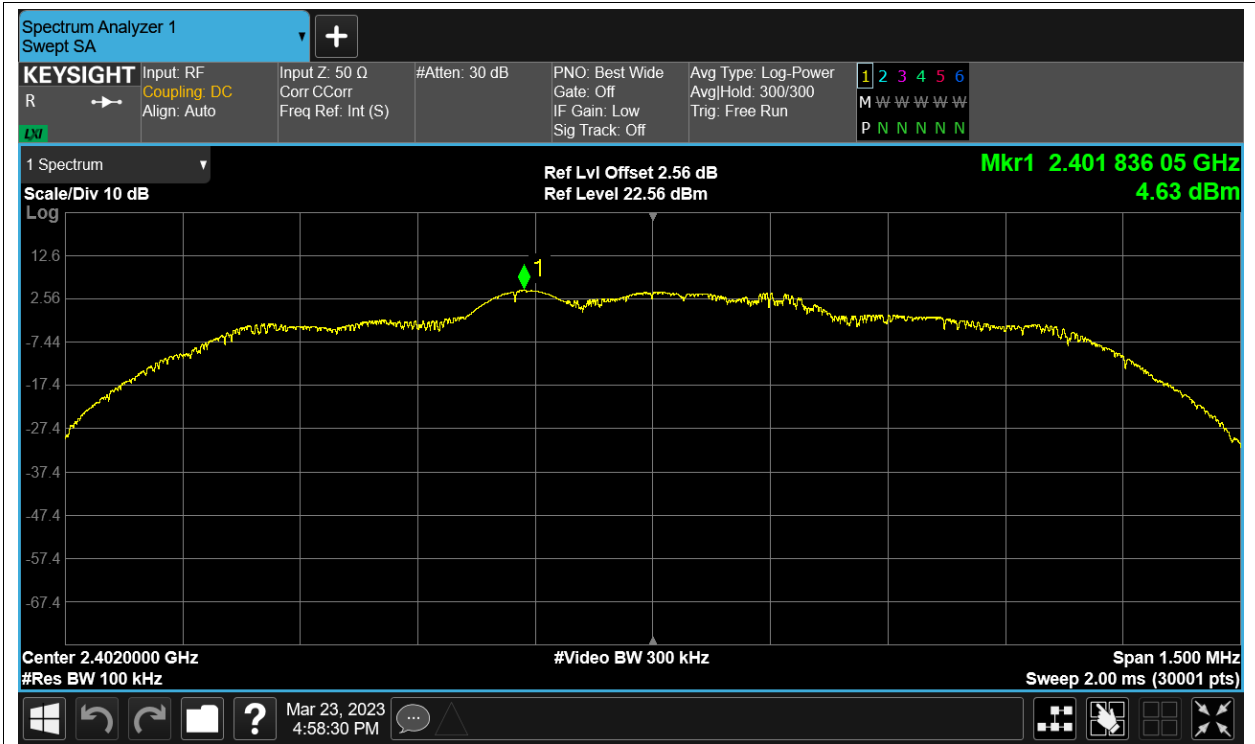 Spectrum Analyzer 1
Swept SA
KEYSIGHT
R
LXI
Input: RF
Coupling: DC
Align: Auto
Input Z: 50 Ω
Corr CCorr
Freq Ref: Int (S)
#Atten: 30 dB
PNO: Best Wide
Gate: Off
IF Gain: Low
Sig Track: Off
Avg Type: Log-Power
Avg|Hold: 300/300
Trig: Free Run
1 2 3 4 5 6
M W W W W W
P N N N N N
1 Spectrum
Scale/Div 10 dB
Log
Ref Lvl Offset 2.56 dB
Ref Level 22.56 dBm
Mkr1 2.401 836 05 GHz
4.63 dBm
1
12.6
2.56
-7.44
-17.4
-27.4
-37.4
-47.4
-57.4
-67.4
Center 2.4020000 GHz
#Res BW 100 kHz
#Video BW 300 kHz
Span 1.500 MHz
Sweep 2.00 ms (30001 pts)
?
Mar 23, 2023
4:58:30 PM